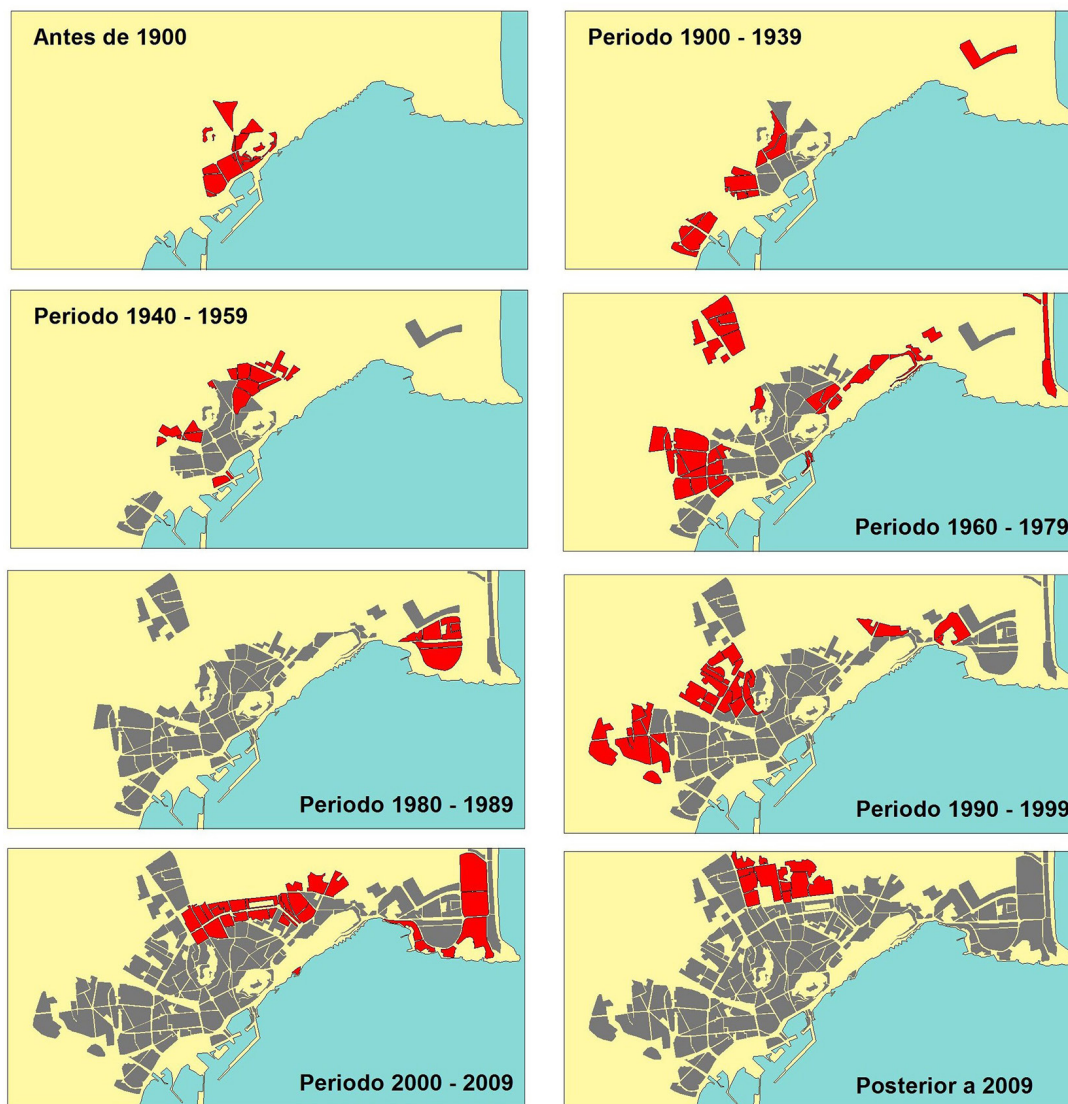 Antes de 1900
Periodo 1900 - 1939
Periodo 1940 - 1959
Periodo 1960 - 1979
Periodo 1980 - 1989
Periodo 1990 - 1999
Periodo 2000 - 2009
Posterior a 2009